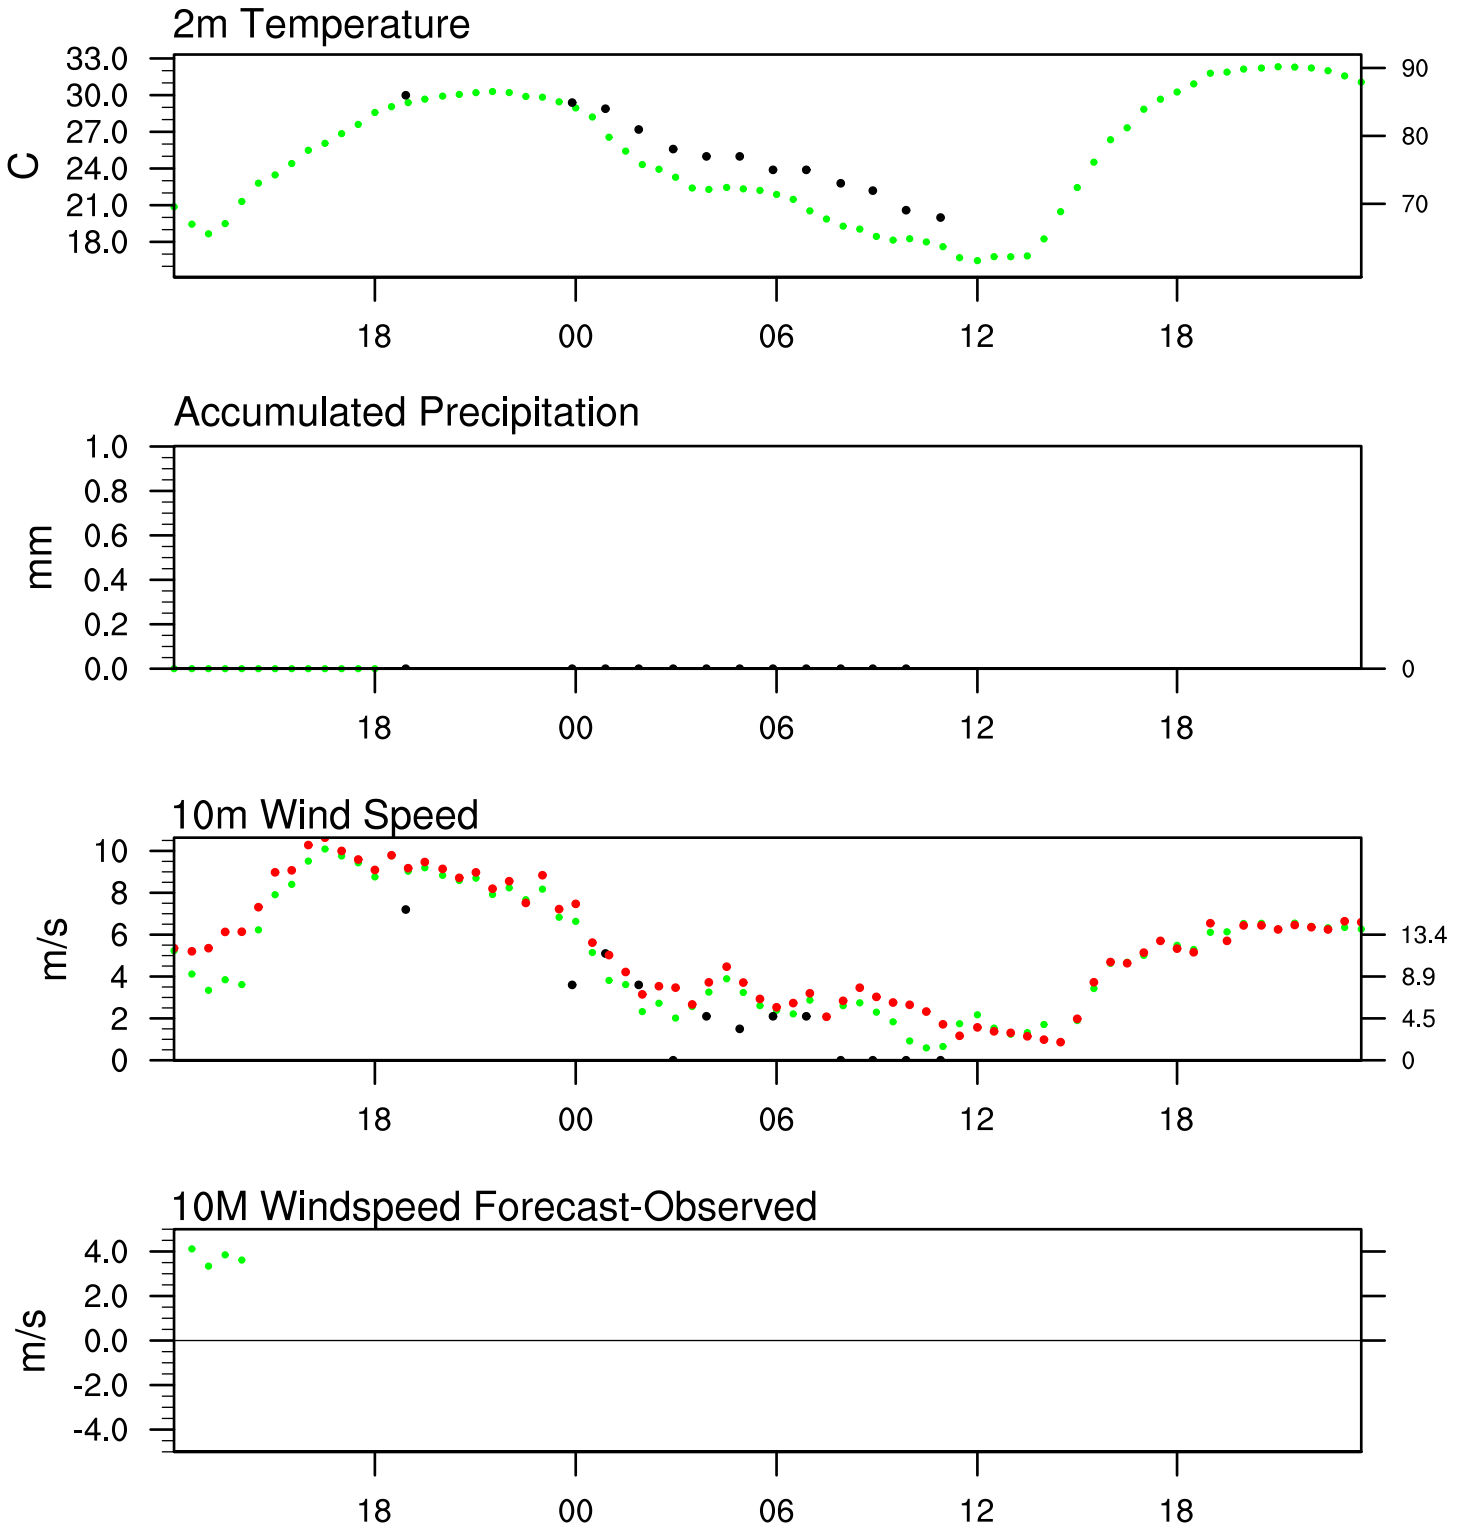 2m Temperature
33.0
30.0
27.0
24.0
21.0
18.0
C
90
80
70
18 00 06 12 18
Accumulated Precipitation
1.0
0.8
0.6
0.4
0.2
0.0
mm
0
18 00 06 12 18
10m Wind Speed
10
8
6
4
2
0
m/s
13.4
8.9
4.5
0
18 00 06 12 18
10M Windspeed Forecast-Observed
4.0
2.0
0.0
-2.0
-4.0
m/s
18 00 06 12 18